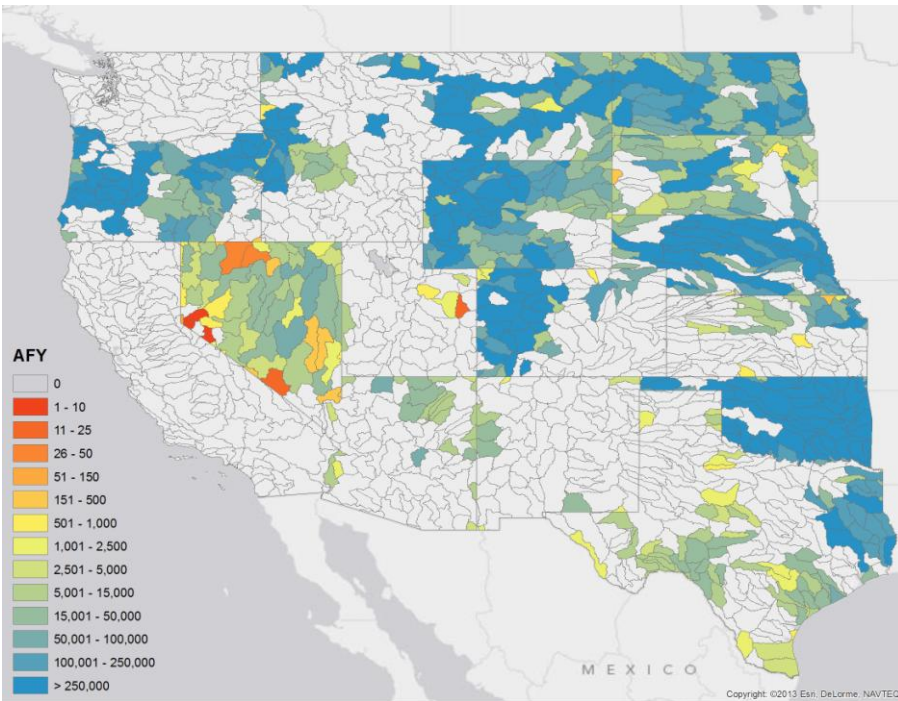 AFY
0
1 - 10
11 - 25
26 - 50
51 - 150
151 - 500
501 - 1,000
1,001 - 2,500
2,501 - 5,000
5,001 - 15,000
15,001 - 50,000
50,001 - 100,000
100,001 - 250,000
> 250,000
MEXICO
Copyright: ©2013 Esri, DeLorme, NAVTEQ